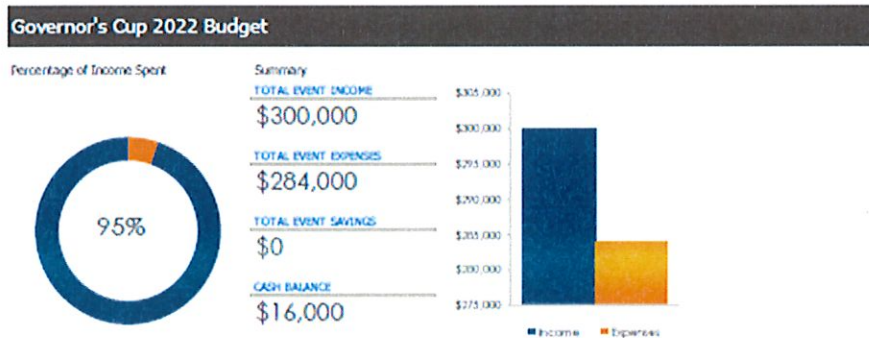 Governor's Cup 2022 Budget
Percentage of Income Spent
95%
Summary
TOTAL EVENT INCOME
$300,000
TOTAL EVENT EXPENSES
$284,000
TOTAL EVENT SAVINGS
$0
CASH BALANCE
$16,000
$305,000
$300,000
$295,000
$290,000
$285,000
$280,000
$275,000
Income Expenses